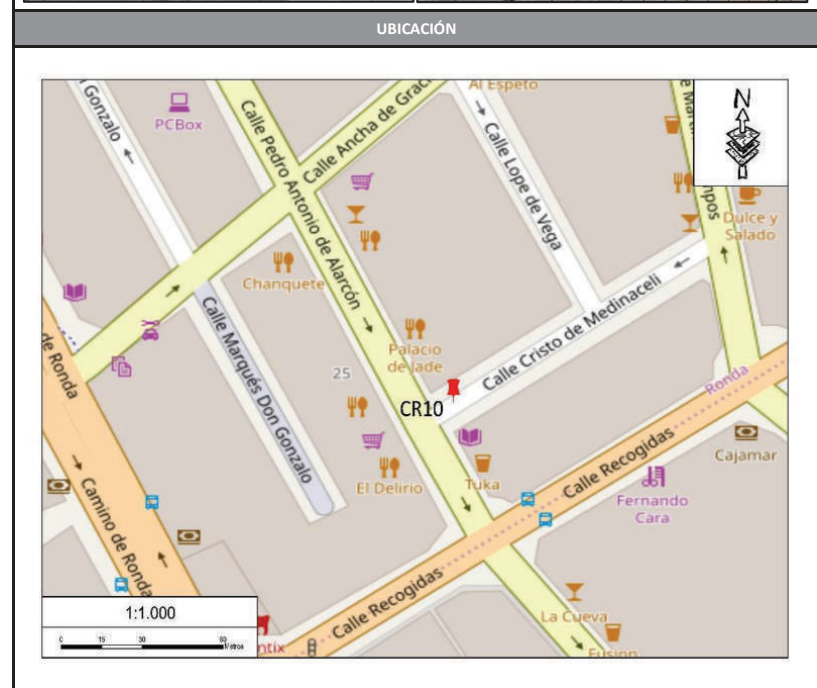 UBICACIÓN
Al Espeto
N
Gonzalo
PCBox
Calle Pedro Antonio de Alarcón
Calle Ancha de Graci
Calle Lope de Vega
mpos
Dulce y
Salado
Chanquete
Calle Marqués Don Gonzalo
Palacio
de Jade
Calle Cristo de Medinaceli
de Ronda
25
CR10
Ronda
El Delirio
Tuka
Calle Recogidas
Cajamar
Fernando
Cara
Camino de Ronda
Calle Recogidas
La Cueva
Fusion
1:1.000
0 15 30 60
Metros
ntix